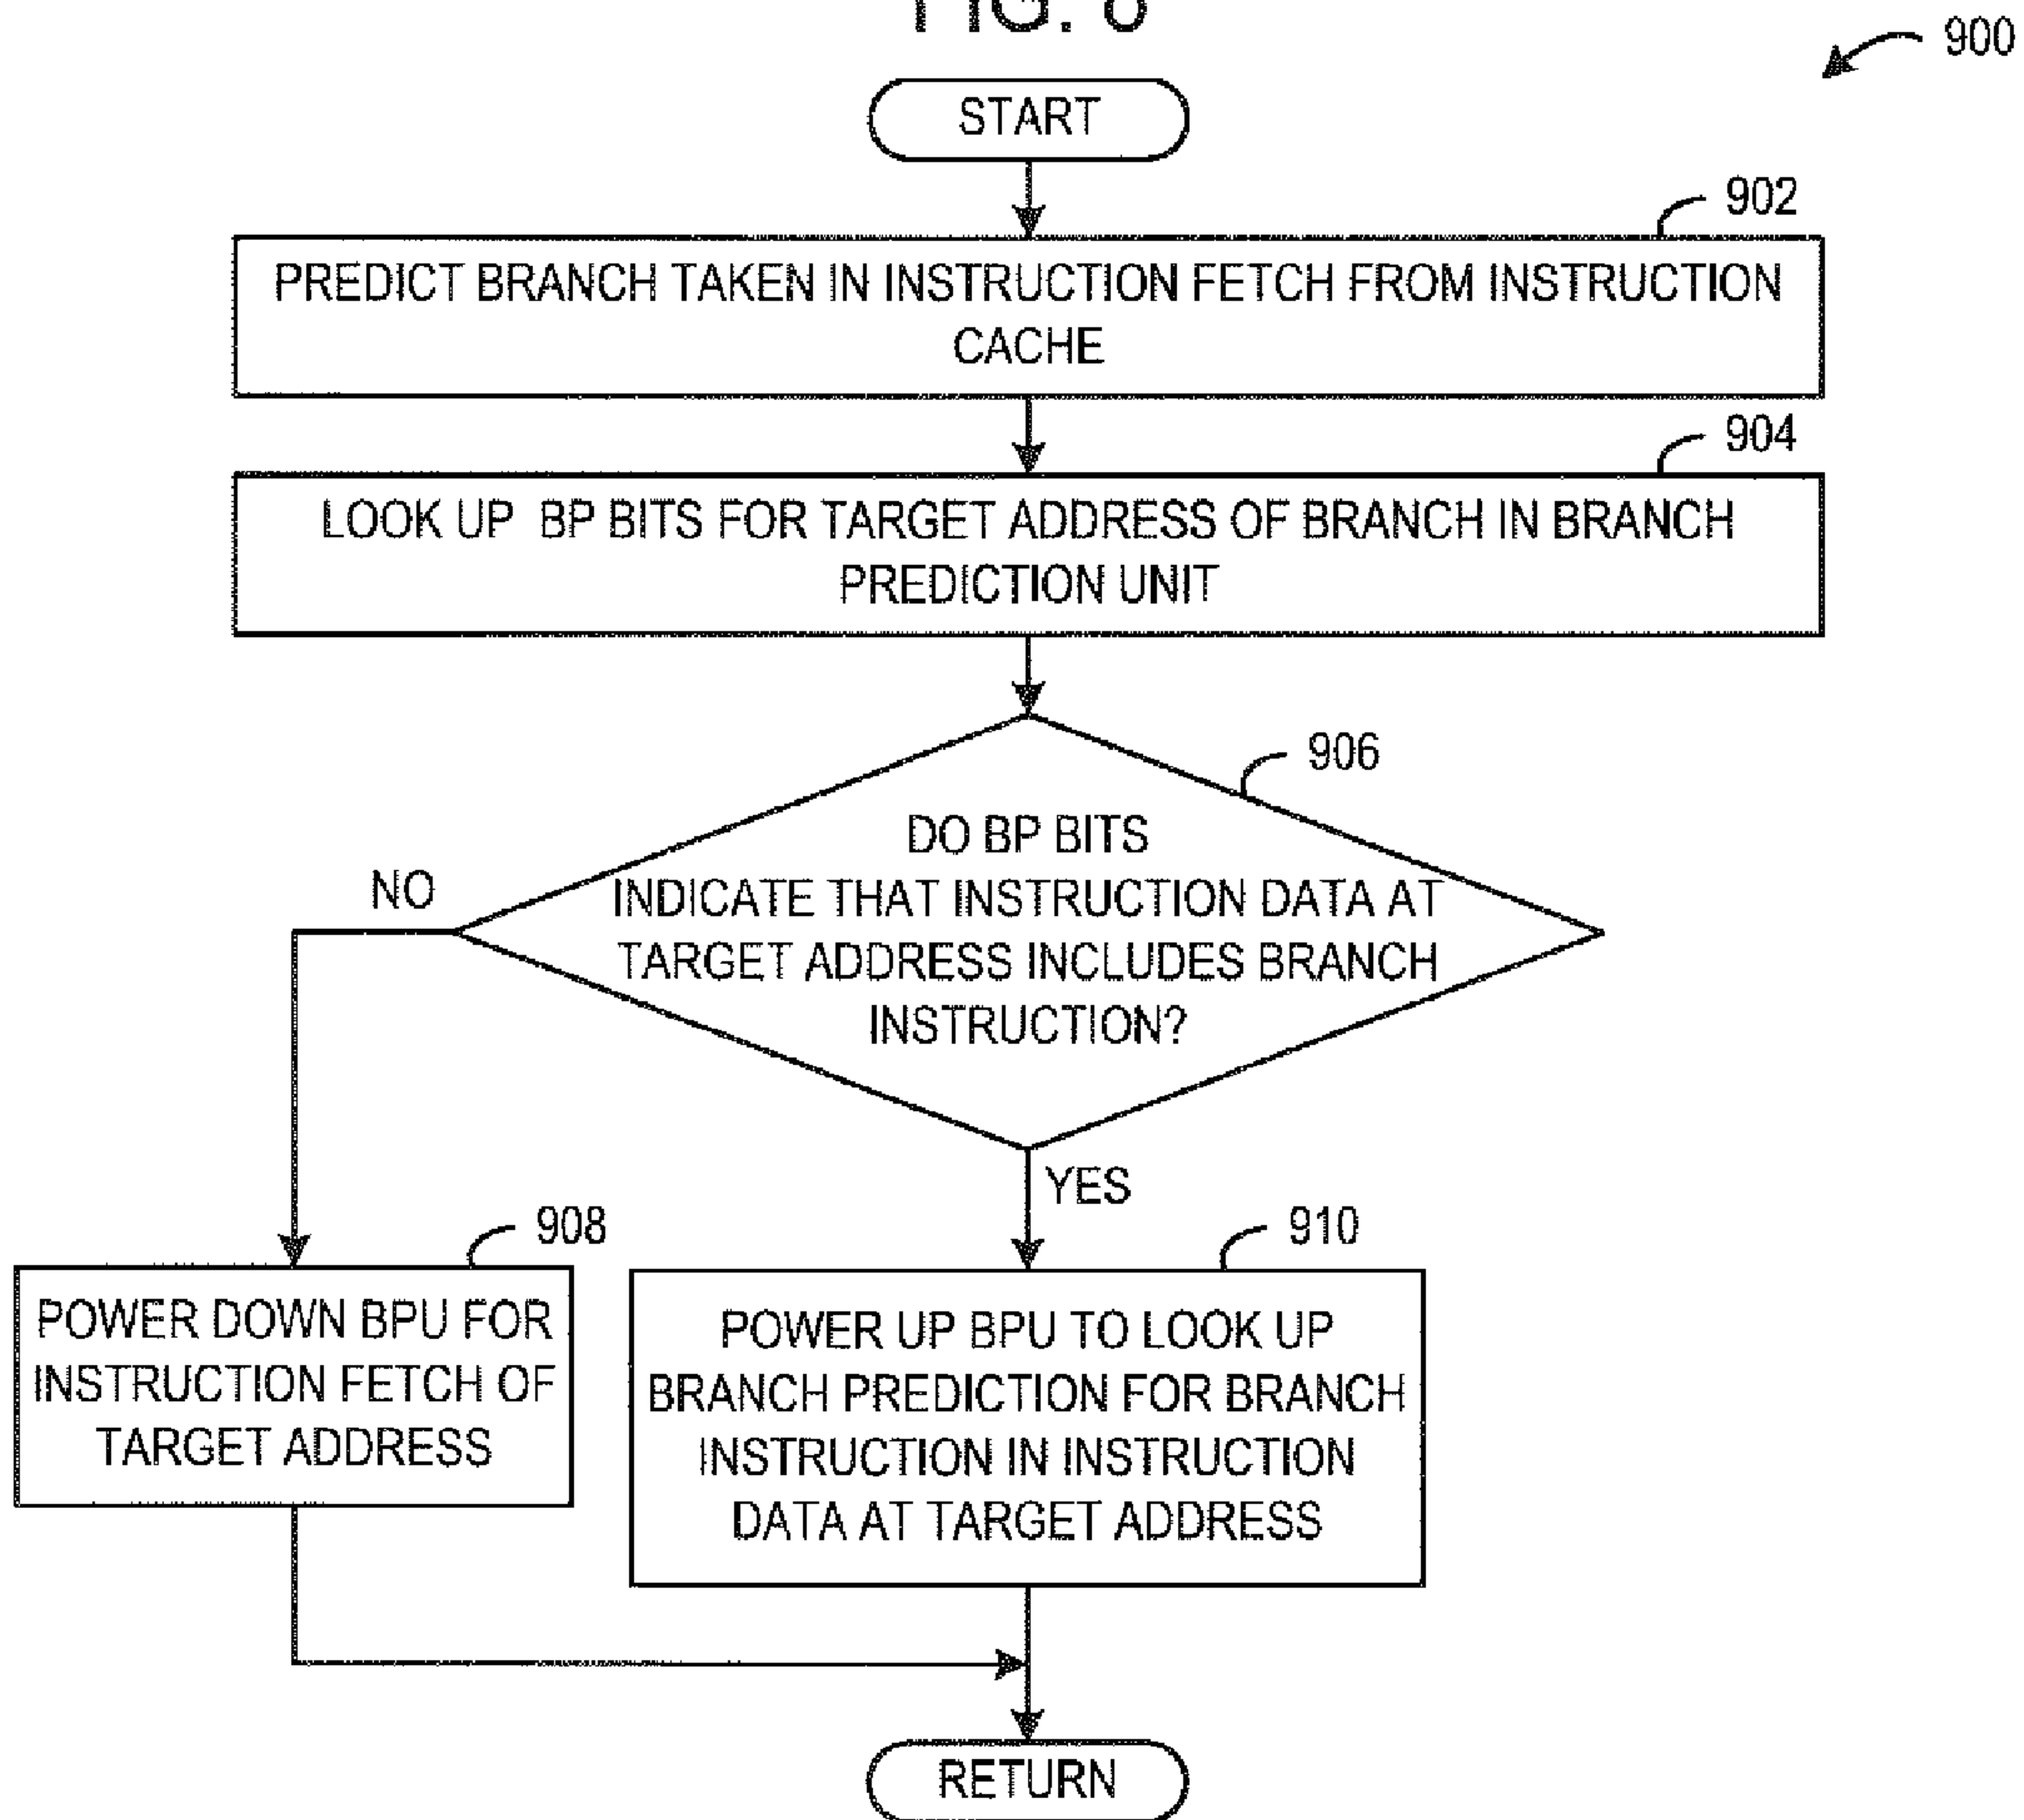 FIG. 8
900
START
902
PREDICT BRANCH TAKEN IN INSTRUCTION FETCH FROM INSTRUCTION
CACHE
904
LOOK UP BP BITS FOR TARGET ADDRESS OF BRANCH IN BRANCH
PREDICTION UNIT
906
DO BP BITS
INDICATE THAT INSTRUCTION DATA AT
TARGET ADDRESS INCLUDES BRANCH
INSTRUCTION?
NO
YES
908
POWER DOWN BPU FOR
INSTRUCTION FETCH OF
TARGET ADDRESS
910
POWER UP BPU TO LOOK UP
BRANCH PREDICTION FOR BRANCH
INSTRUCTION IN INSTRUCTION
DATA AT TARGET ADDRESS
RETURN